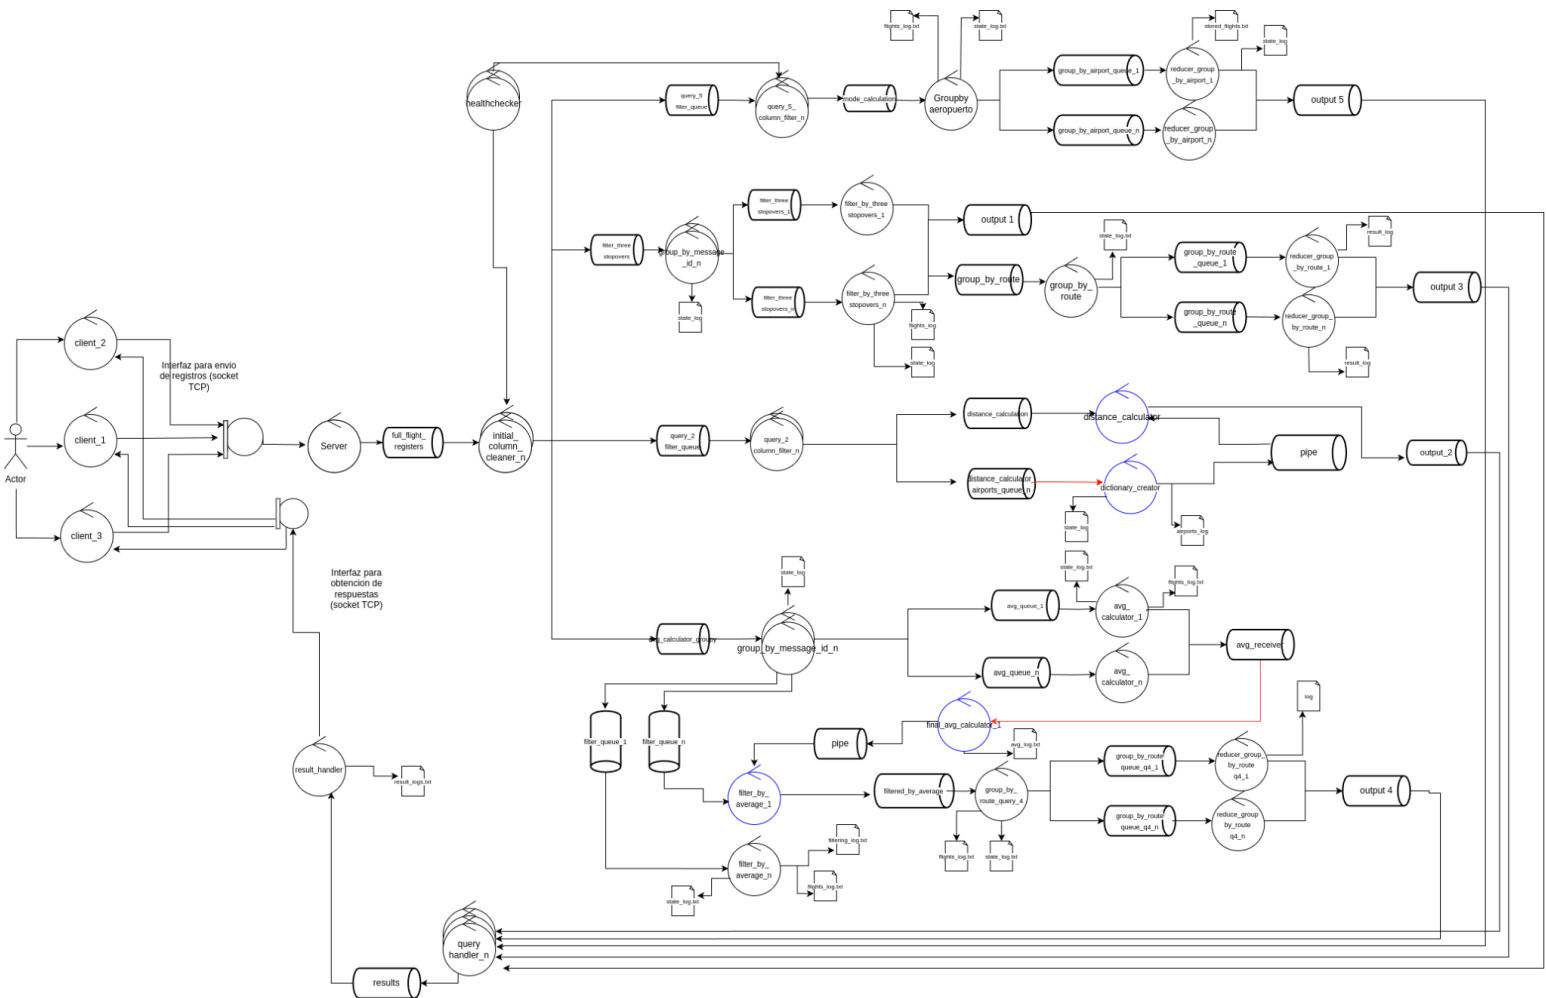 flights_log.txt
state_log.txt
stored_flights.txt
state_log
healthchecker
query_5
filter_queue
query_5_
column_filter_n
mode_calculation
Groupby
aeropuerto
group_by_airport_queue_1
reducer_group
_by_airport_1
output 5
group_by_airport_queue_n
reducer_group
_by_airport_n
filter_three
stopovers_1
filter_by_three
stopovers_1
output 1
state_log.txt
result_log
filter_three
stopovers
group_by_message
_id_n
group_by_route
_queue_1
reducer_group
_by_route_1
filter_three
stopovers_n
filter_by_three
stopovers_n
group_by_route
group_by_
route
output 3
state_log
flights_log
group_by_route
_queue_n
reducer_group_
by_route_n
state_log
result_log
client_2
Interfaz para envio
de registros (socket
TCP)
client_1
Server
full_flight_
registers
initial_
column_
cleaner_n
query_2
filter_queue
query_2
column_filter_n
distance_calculation
distance_calculator
pipe
output_2
distance_calculator_
airports_queue_n
dictionary_creator
state_log
airports_log
Actor
client_3
Interfaz para
obtencion de
respuestas
(socket TCP)
state_log
state_log.txt
flights_log.txt
avg_calculator_groupby
group_by_message_id_n
avg_queue_1
avg_
calculator_1
avg_receiver
avg_queue_n
avg_
calculator_n
filter_queue_1
filter_queue_n
pipe
final_avg_calculator_1
avg_log.txt
log
result_handler
result_logs.txt
filter_by_
average_1
filtered_by_average
group_by_
route_query_4
group_by_route
queue_q4_1
reducer_group_
by_route
q4_1
output 4
group_by_route
queue_q4_n
reduce_group
by_route
q4_n
flights_log.txt
state_log.txt
filter_by_
average_n
filtering_log.txt
flights_log.txt
state_log.txt
query
handler_n
results